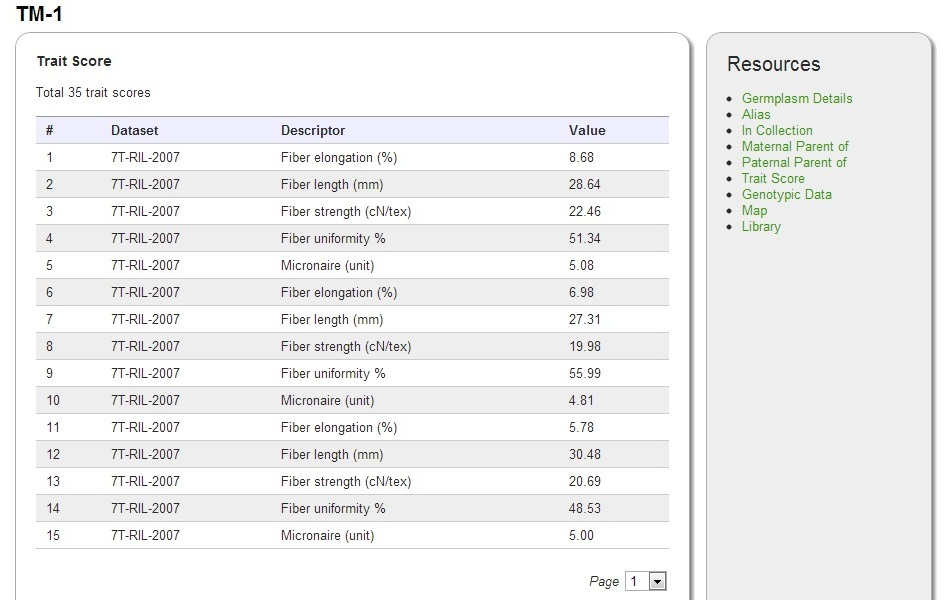 TM-1
Trait Score
Total 35 trait scores
# Dataset Descriptor Value
1 7T-RIL-2007 Fiber elongation (%) 8.68
2 7T-RIL-2007 Fiber length (mm) 28.64
3 7T-RIL-2007 Fiber strength (cN/tex) 22.46
4 7T-RIL-2007 Fiber uniformity % 51.34
5 7T-RIL-2007 Micronaire (unit) 5.08
6 7T-RIL-2007 Fiber elongation (%) 6.98
7 7T-RIL-2007 Fiber length (mm) 27.31
8 7T-RIL-2007 Fiber strength (cN/tex) 19.98
9 7T-RIL-2007 Fiber uniformity % 55.99
10 7T-RIL-2007 Micronaire (unit) 4.81
11 7T-RIL-2007 Fiber elongation (%) 5.78
12 7T-RIL-2007 Fiber length (mm) 30.48
13 7T-RIL-2007 Fiber strength (cN/tex) 20.69
14 7T-RIL-2007 Fiber uniformity % 48.53
15 7T-RIL-2007 Micronaire (unit) 5.00
Page 1
Resources
Germplasm Details
Alias
In Collection
Maternal Parent of
Paternal Parent of
Trait Score
Genotypic Data
Map
Library